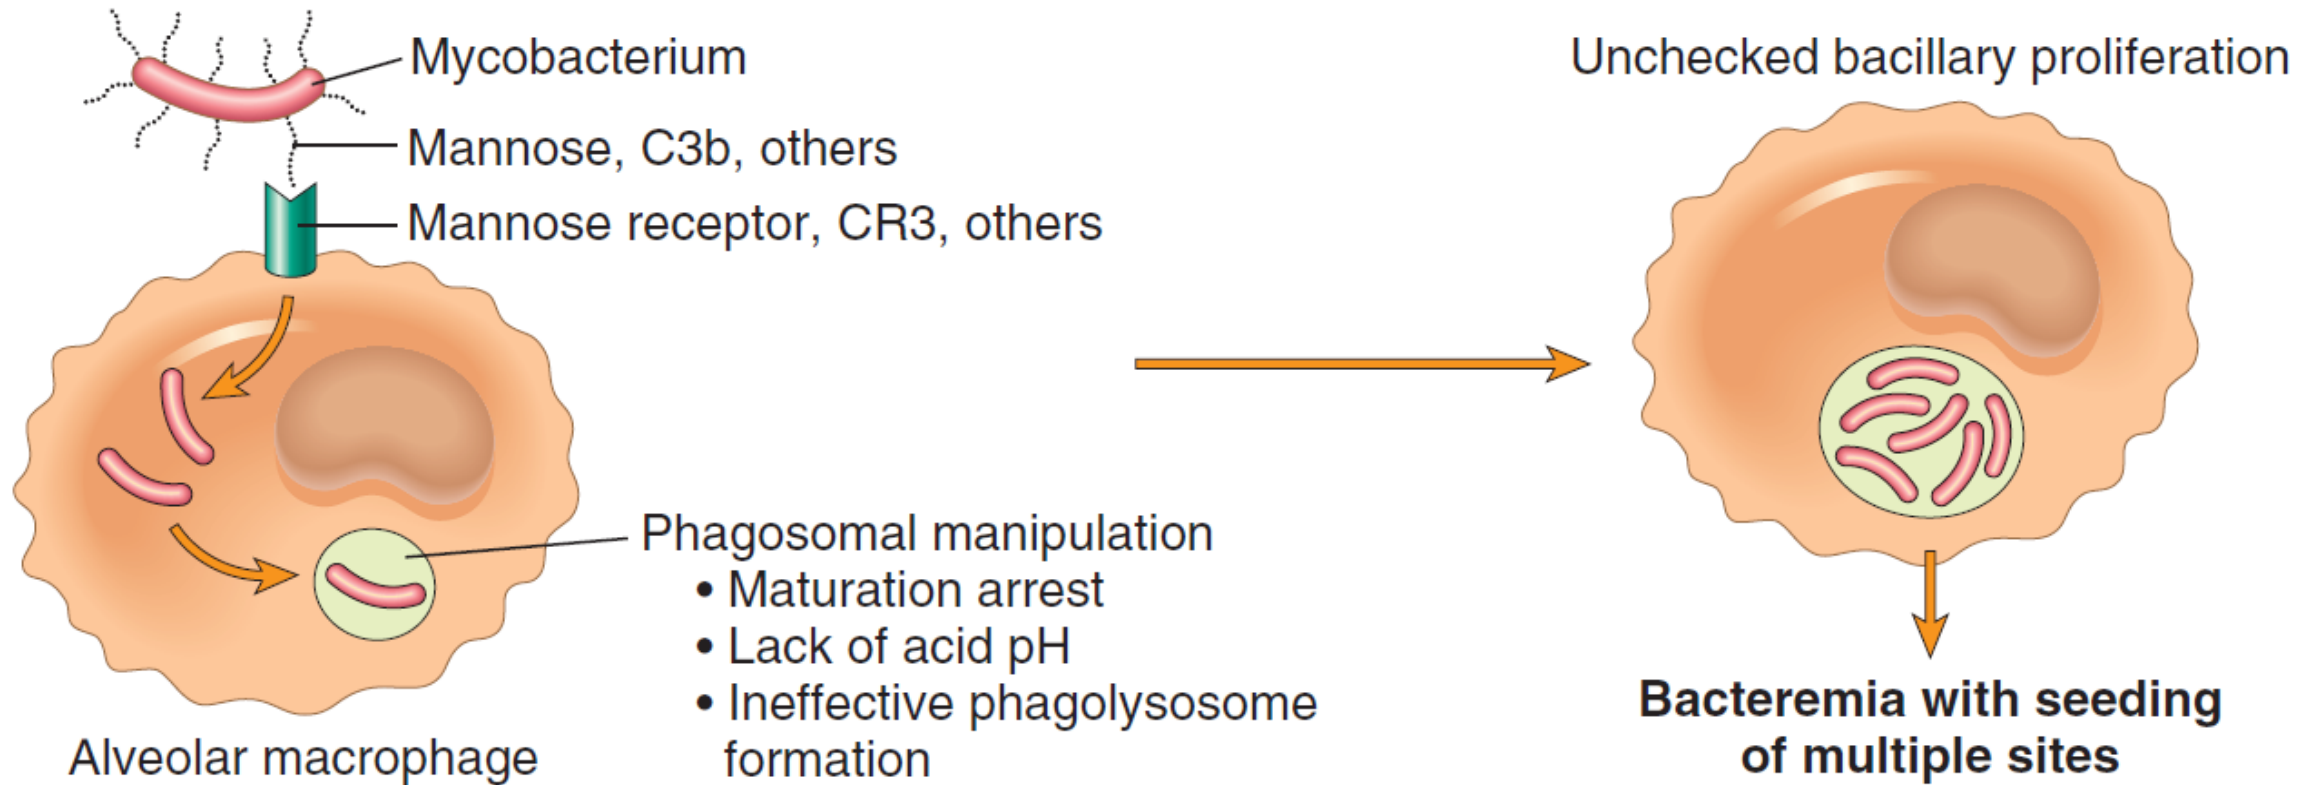 Mycobacterium
Mannose, C3b, others
Mannose receptor, CR3, others
Alveolar macrophage
Phagosomal manipulation
• Maturation arrest
• Lack of acid pH
• Ineffective phagolysosome
formation
Unchecked bacillary proliferation
Bacteremia with seeding
of multiple sites